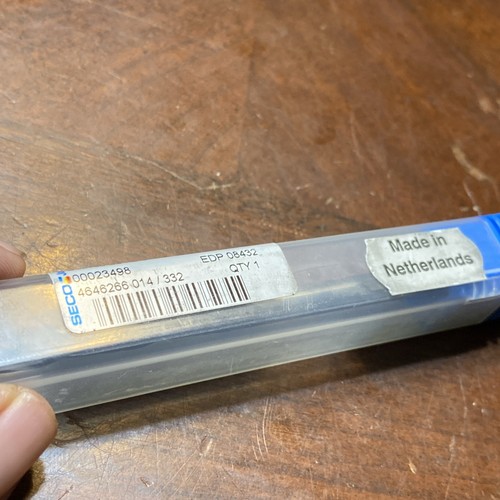 SECO
00023498
EDP 08432
4646266-014 / 332
QTY 1
Made in
Netherlands